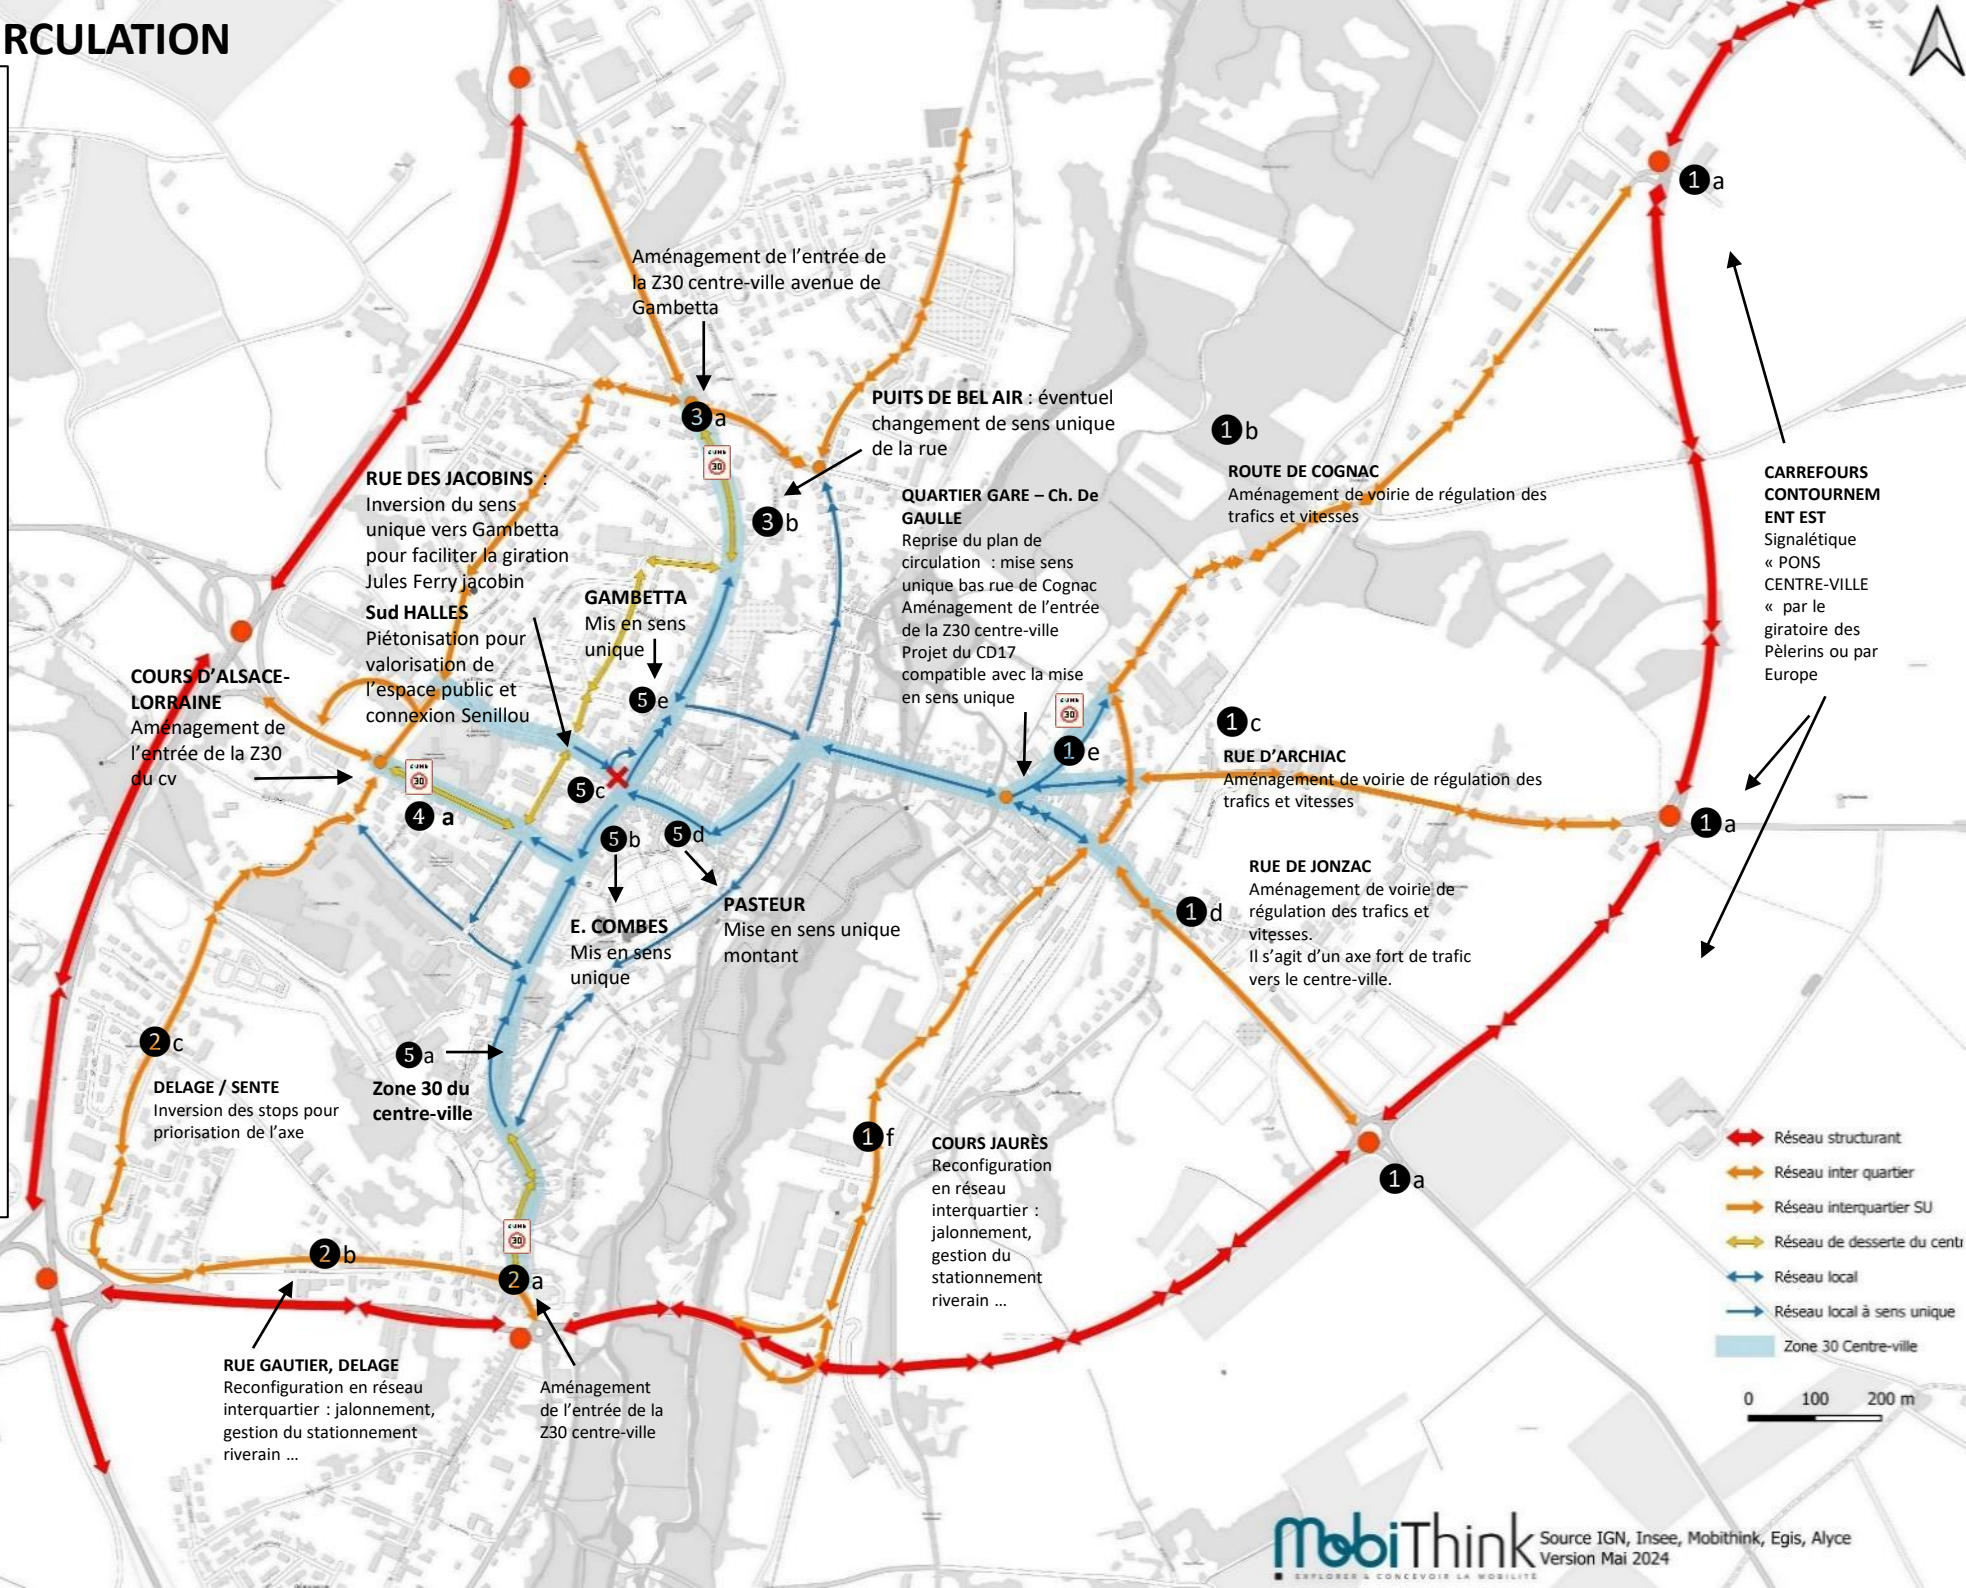 RCULATION
Aménagement de l'entrée de
la Z30 centre-ville avenue de
Gambetta
1 a
3 a
30
PUITS DE BEL AIR : éventuel
changement de sens unique
de la rue
3 b
1 b
ROUTE DE COGNAC
Aménagement de voirie de régulation des
trafics et vitesses
RUE DES JACOBINS :
Inversion du sens
unique vers Gambetta
pour faciliter la giration
Jules Ferry jacobin
Sud HALLES
Piétonisation pour
valorisation de
l'espace public et
connexion Senillou
GAMBETTA
Mis en sens
unique
5 e
QUARTIER GARE – Ch. De
GAULLE
Reprise du plan de
circulation : mise sens
unique bas rue de Cognac
Aménagement de l'entrée
de la Z30 centre-ville
Projet du CD17
compatible avec la mise
en sens unique
30
1 e
CARREFOURS
CONTOURNEM
ENT EST
Signalétique
« PONS
CENTRE-VILLE
« par le
giratoire des
Pèlerins ou par
Europe
COURS D'ALSACE-
LORRAINE
Aménagement de
l'entrée de la Z30
du cv
30
4 a
5 c
5 b
5 d
1 c
RUE D'ARCHIAC
Aménagement de voirie de régulation des
trafics et vitesses
1 a
E. COMBES
Mis en sens
unique
PASTEUR
Mise en sens unique
montant
1 d
RUE DE JONZAC
Aménagement de voirie de
régulation des trafics et
vitesses.
Il s'agit d'un axe fort de trafic
vers le centre-ville.
2 c
DELAGE / SENTE
Inversion des stops pour
priorisation de l'axe
5 a
Zone 30 du
centre-ville
1 f
COURS JAURÈS
Reconfiguration
en réseau
interquartier :
jalonnement,
gestion du
stationnement
riverain ...
1 a
30
2 b
2 a
RUE GAUTIER, DELAGE
Reconfiguration en réseau
interquartier : jalonnement,
gestion du stationnement
riverain ...
Aménagement
de l'entrée de la
Z30 centre-ville
Réseau structurant
Réseau inter quartier
Réseau interquartier SU
Réseau de desserte du centr
Réseau local
Réseau local à sens unique
Zone 30 Centre-ville
0 100 200 m
MobiThink
EXPLORER & CONCEVOIR LA MOBILITÉ
Source IGN, Insee, Mobithink, Egis, Alyce
Version Mai 2024